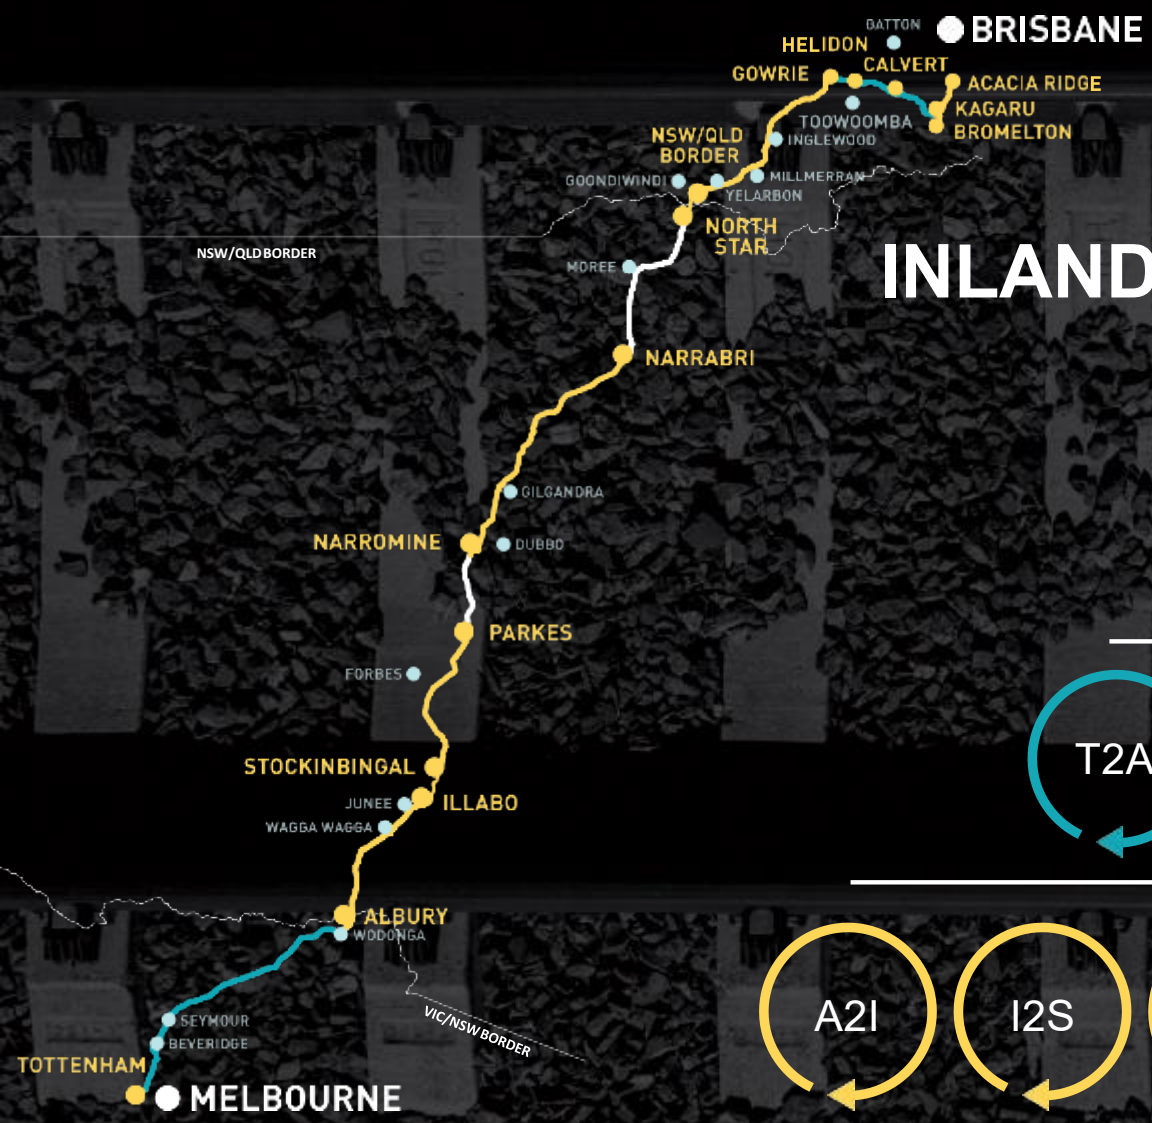 GATTON
BRISBANE
HELIDON
CALVERT
GOWRIE
ACACIA RIDGE
KAGARU
TOOWOOMBA
BROMELTON
NSW/QLD
BORDER
INGLEWOOD
GOONDIWINDI
MILLMERRAN
YELARBON
NORTH
STAR
NSW/QLD BORDER
MOREE
INLAND
NARRABRI
GILGANDRA
NARROMINE
DUBBO
PARKES
FORBES
T2A
STOCKINBINGAL
JUNEE
ILLABO
WAGGA WAGGA
ALBURY
WODONGA
SEYMOUR
A2I
I2S
VIC/NSW BORDER
BEVERIDGE
TOTTENHAM
MELBOURNE